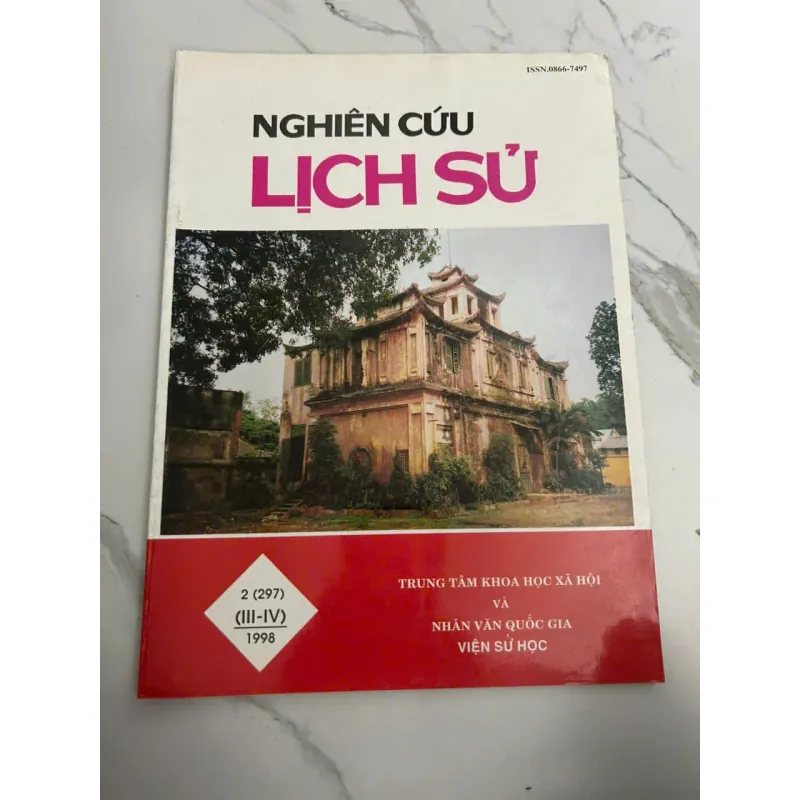 ISSN.0866-7497
NGHIÊN CỨU
LỊCH SỬ
2 (297)
(III-IV)
1998
TRUNG TÂM KHOA HỌC XÃ HỘI
VÀ
NHÂN VĂN QUỐC GIA
VIỆN SỬ HỌC